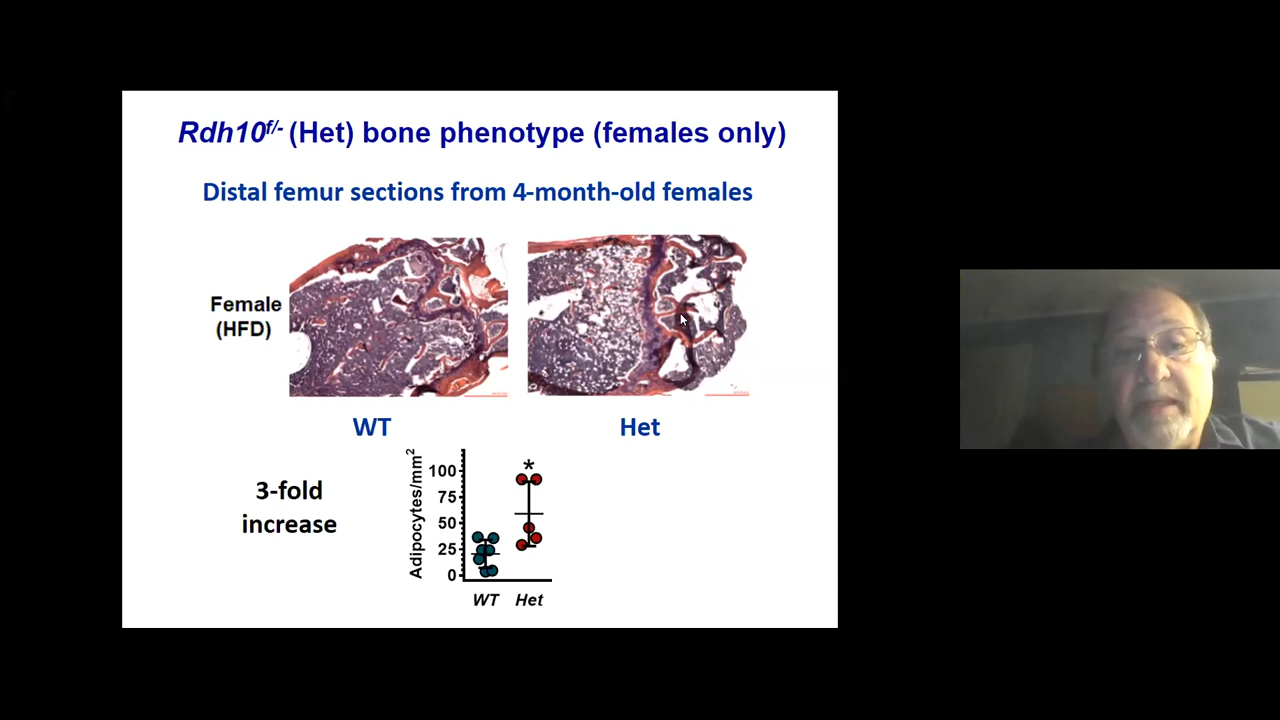 Rdh10f/- (Het) bone phenotype (females only)
Distal femur sections from 4-month-old females
Female
(HFD)
WT
Het
3-fold
increase
Adipocytes/mm2
100
75
50
25
0
*
WT
Het